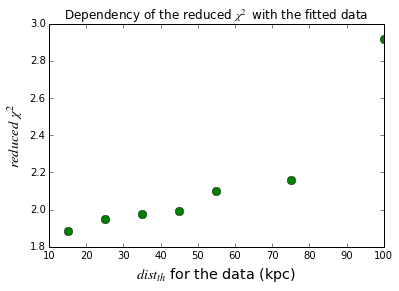 Dependency of the reduced χ² with the fitted data
3.0
2.8
2.6
2.4
2.2
2.0
1.8
reduced χ²
10 20 30 40 50 60 70 80 90 100
dist_th for the data (kpc)